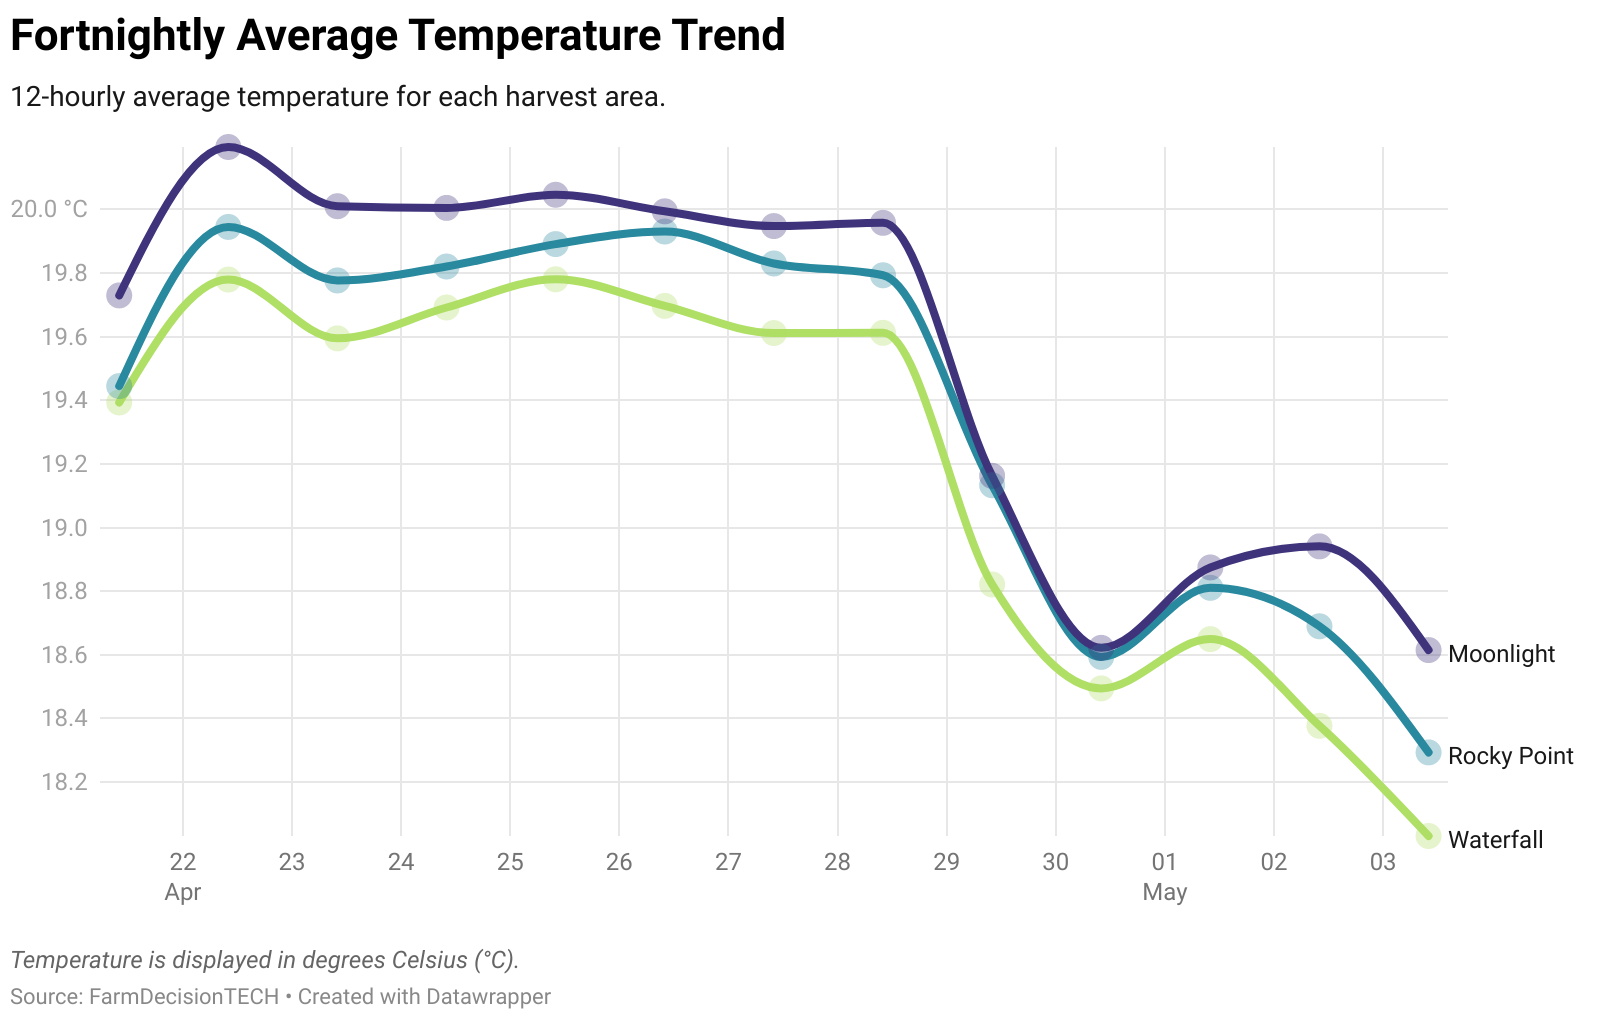 Fortnightly Average Temperature Trend
12-hourly average temperature for each harvest area.
20.0 °C
19.8
19.6
19.4
19.2
19.0
18.8
18.6
18.4
18.2
Moonlight
Rocky Point
Waterfall
22 23 24 25 26 27 28 29 30 01 02 03
Apr May
Temperature is displayed in degrees Celsius (°C).
Source: FarmDecisionTECH • Created with Datawrapper